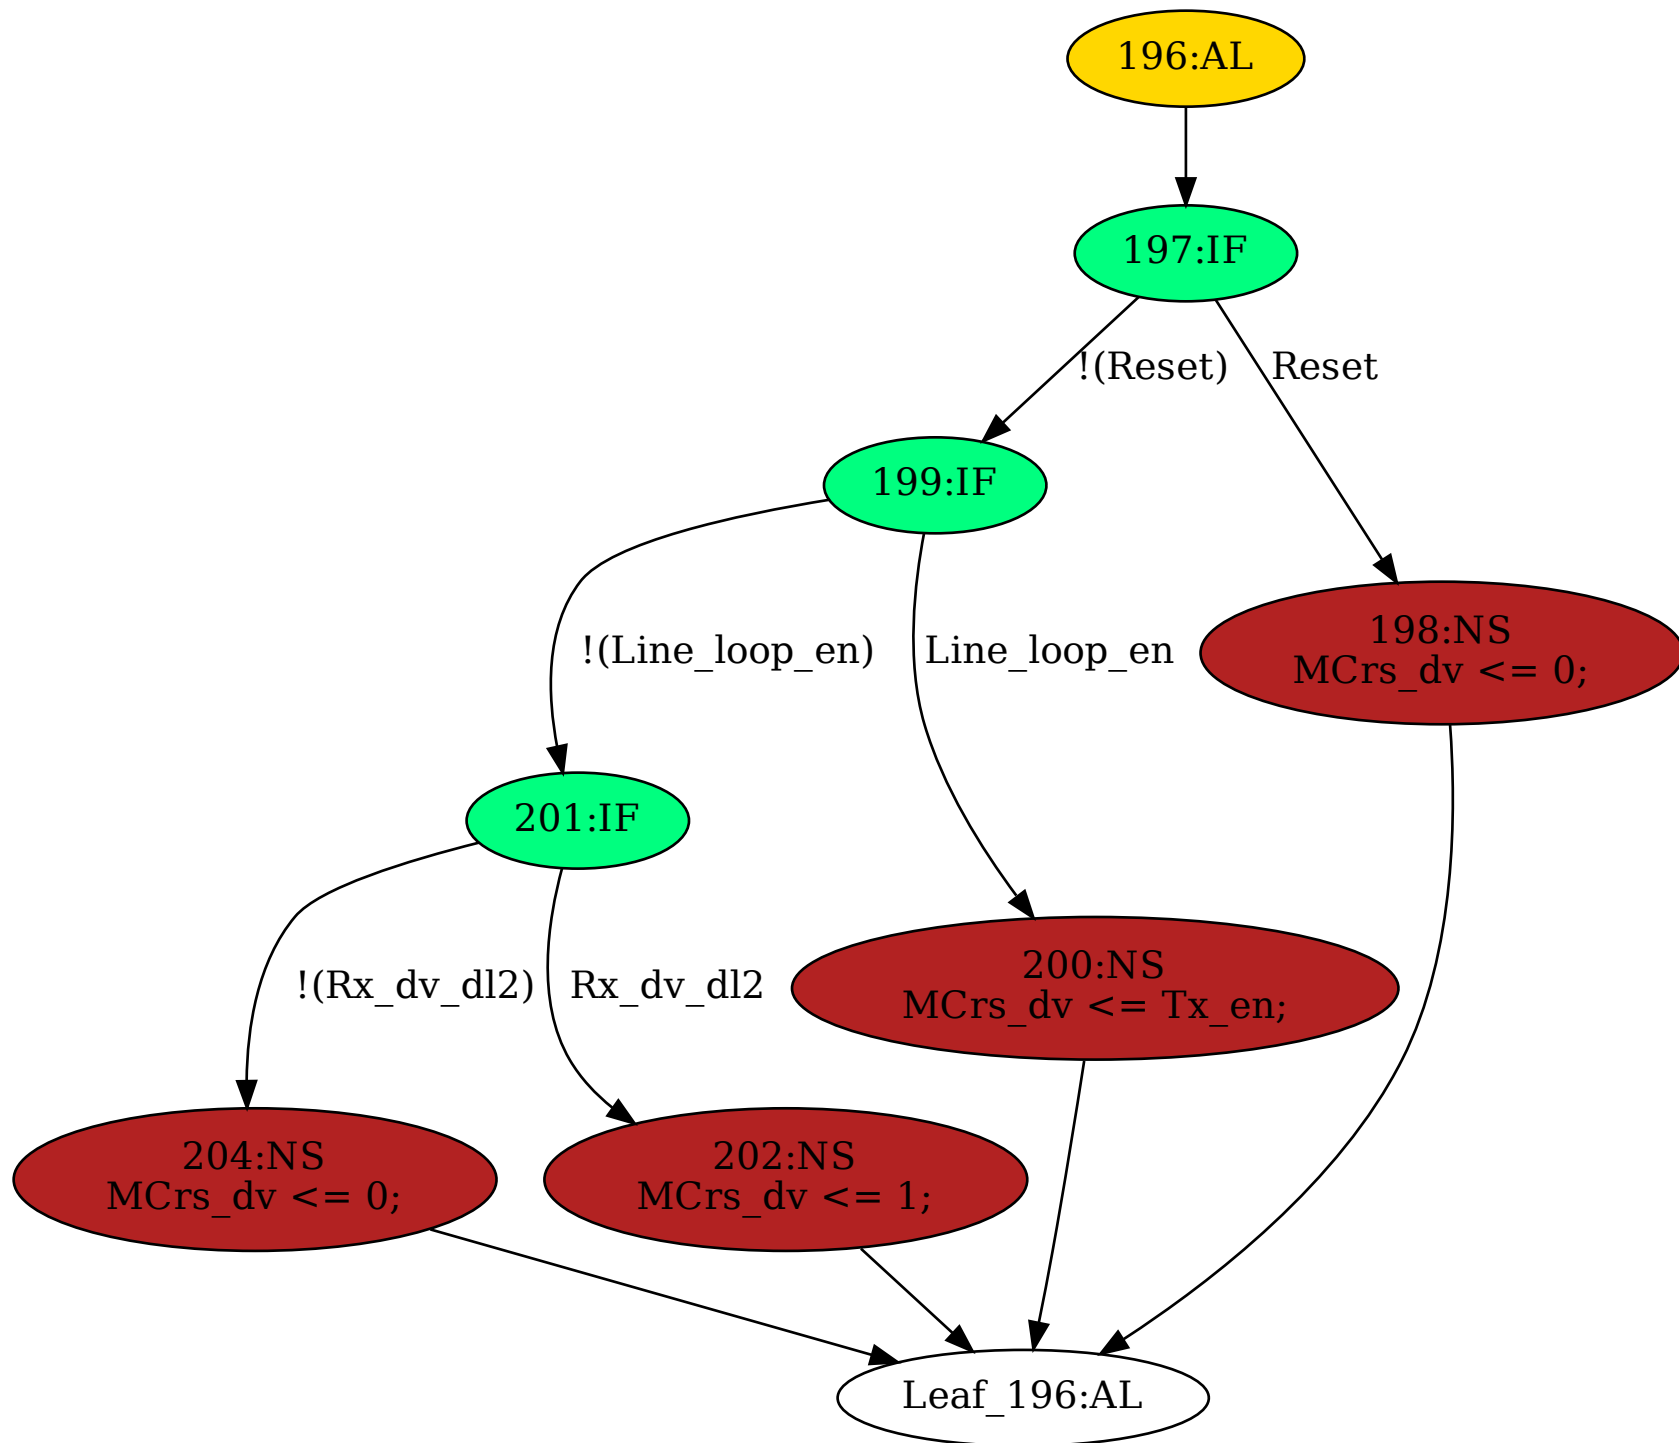 196:AL
197:IF
!(Reset)
Reset
199:IF
198:NS
MCrs_dv <= 0;
!(Line_loop_en)
Line_loop_en
201:IF
200:NS
MCrs_dv <= Tx_en;
!(Rx_dv_dl2)
Rx_dv_dl2
204:NS
MCrs_dv <= 0;
202:NS
MCrs_dv <= 1;
Leaf_196:AL